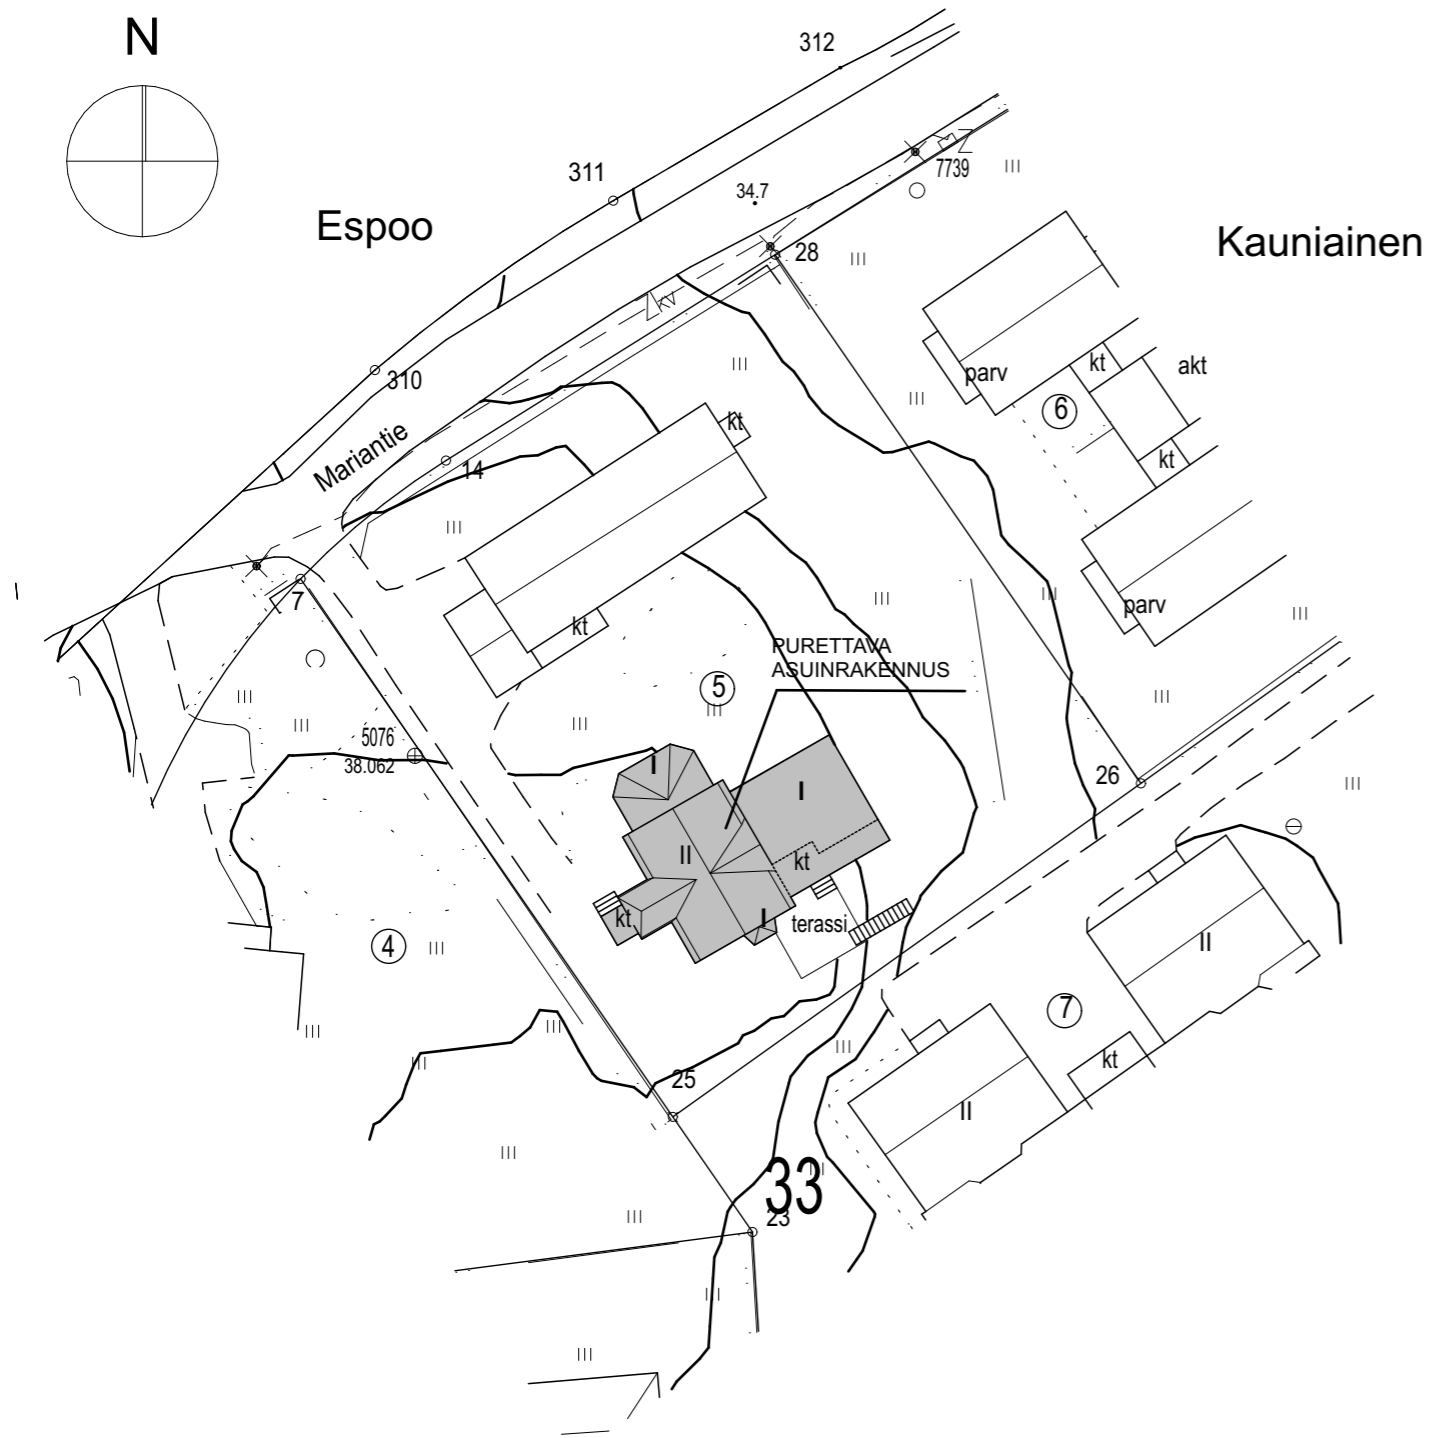 N
312
311
7739
34.7
Espoo
Kauniainen
28
kv
310
parv
kt
akt
6
kt
Mariantie
14
kt
7
kt
parv
PURETTAVA
ASUINRAKENNUS
5
5076
38.062
I
I
26
II
kt
kt
I
terassi
4
II
7
kt
25
II
33
23